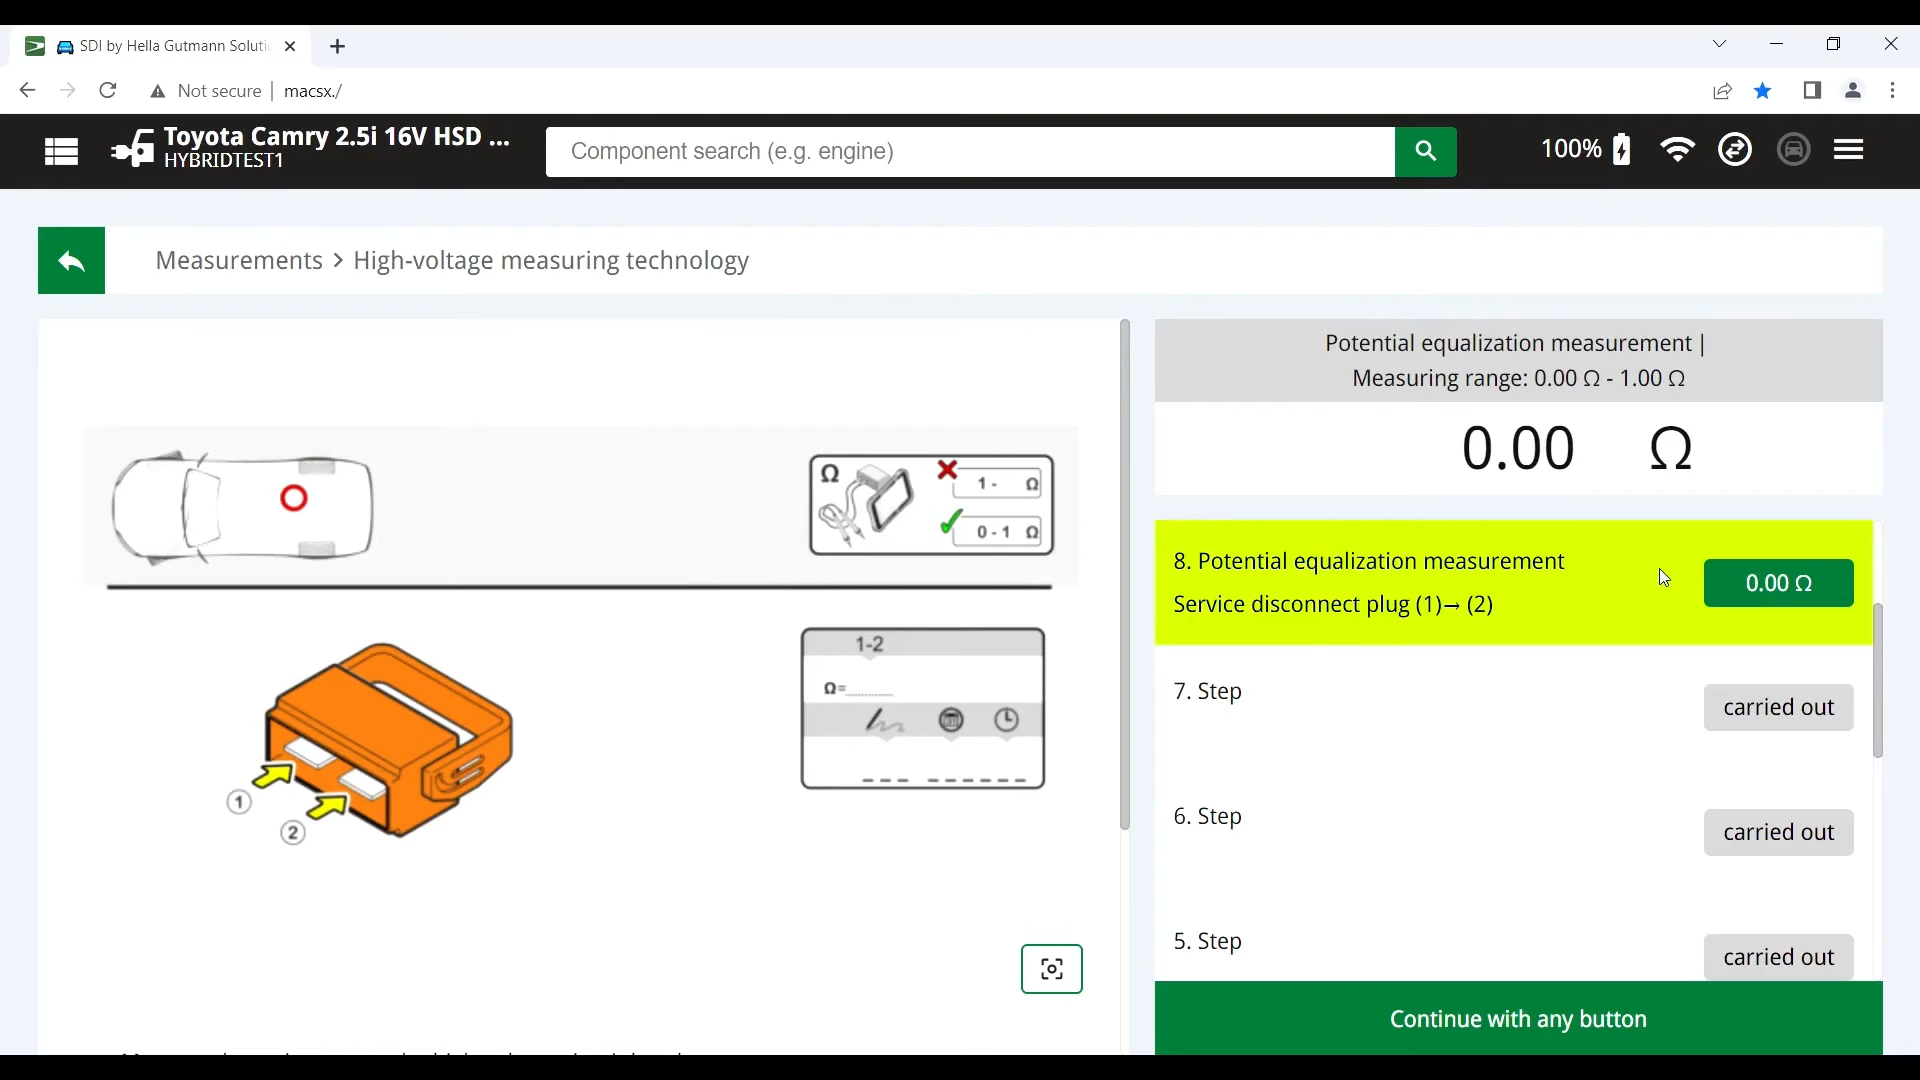 SDI by Hella Gutmann Soluti
Not secure | macsx./
Toyota Camry 2.5i 16V HSD ...
HYBRIDTEST1
Component search (e.g. engine)
100%
Measurements > High-voltage measuring technology
Potential equalization measurement |
Measuring range: 0.00 Ω - 1.00 Ω
0.00 Ω
Ω
1 - Ω
0 - 1 Ω
1-2
Ω=
1
2
8. Potential equalization measurement
Service disconnect plug (1)→ (2)
0.00 Ω
7. Step
carried out
6. Step
carried out
5. Step
carried out
Continue with any button